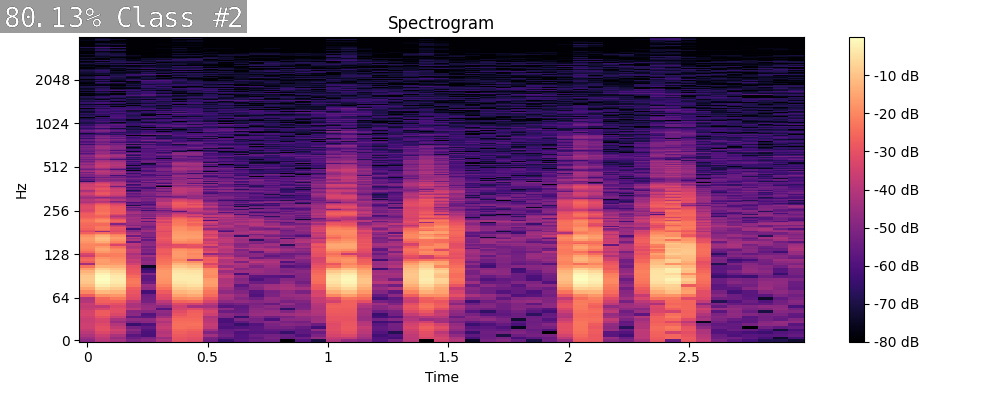 80.13% Class #2
Spectrogram
Hz
2048
1024
512
256
128
64
0
0 0.5 1 1.5 2 2.5
Time
-10 dB
-20 dB
-30 dB
-40 dB
-50 dB
-60 dB
-70 dB
-80 dB